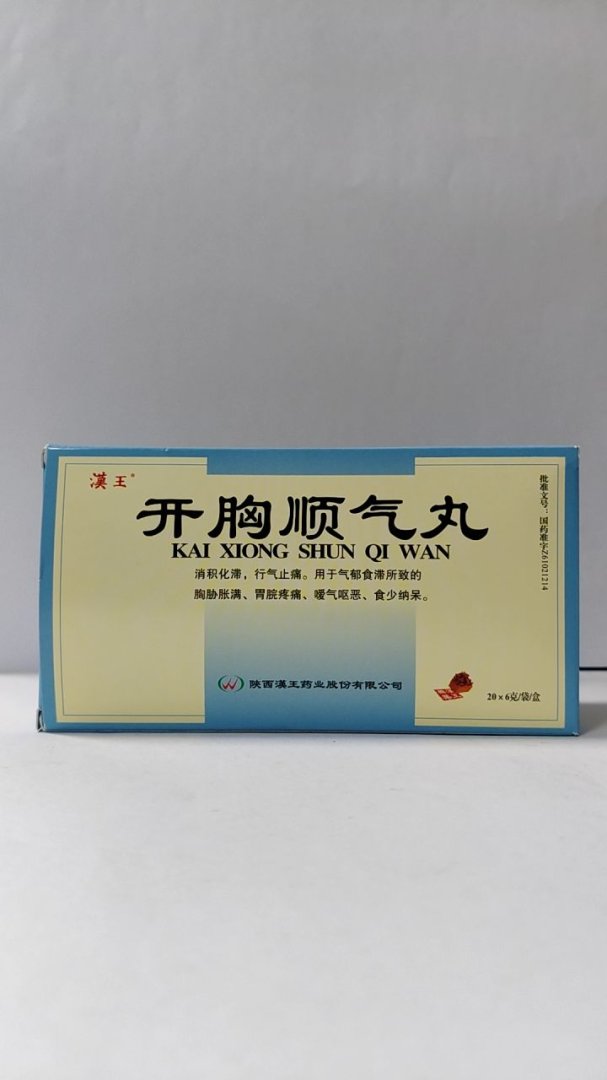 漢王®
开胸顺气丸
KAI XIONG SHUN QI WAN
消积化滞，行气止痛。用于气郁食滞所致的
胸胁胀满、胃脘疼痛、嗳气呕恶、食少纳呆。
陕西漢王药业股份有限公司
20×6克/袋/盒
批准文号：国药准字Z61021214